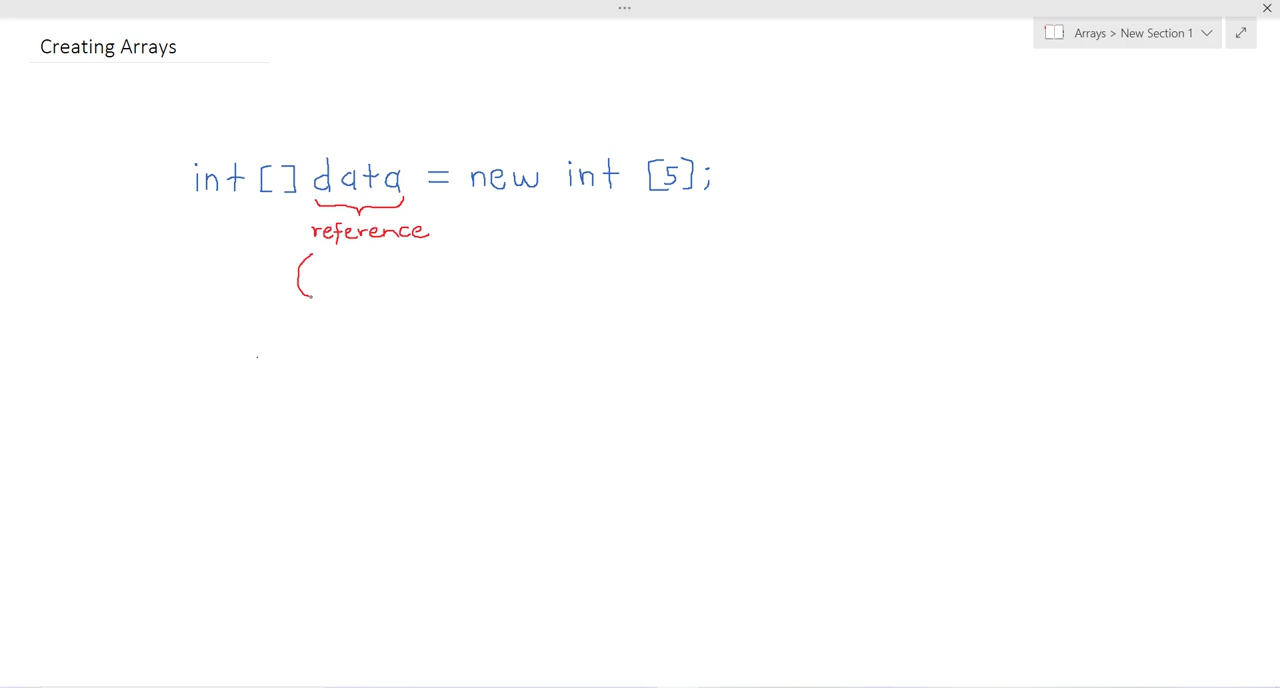 Creating Arrays
Arrays > New Section 1
int [] data = new int [5];
reference
(